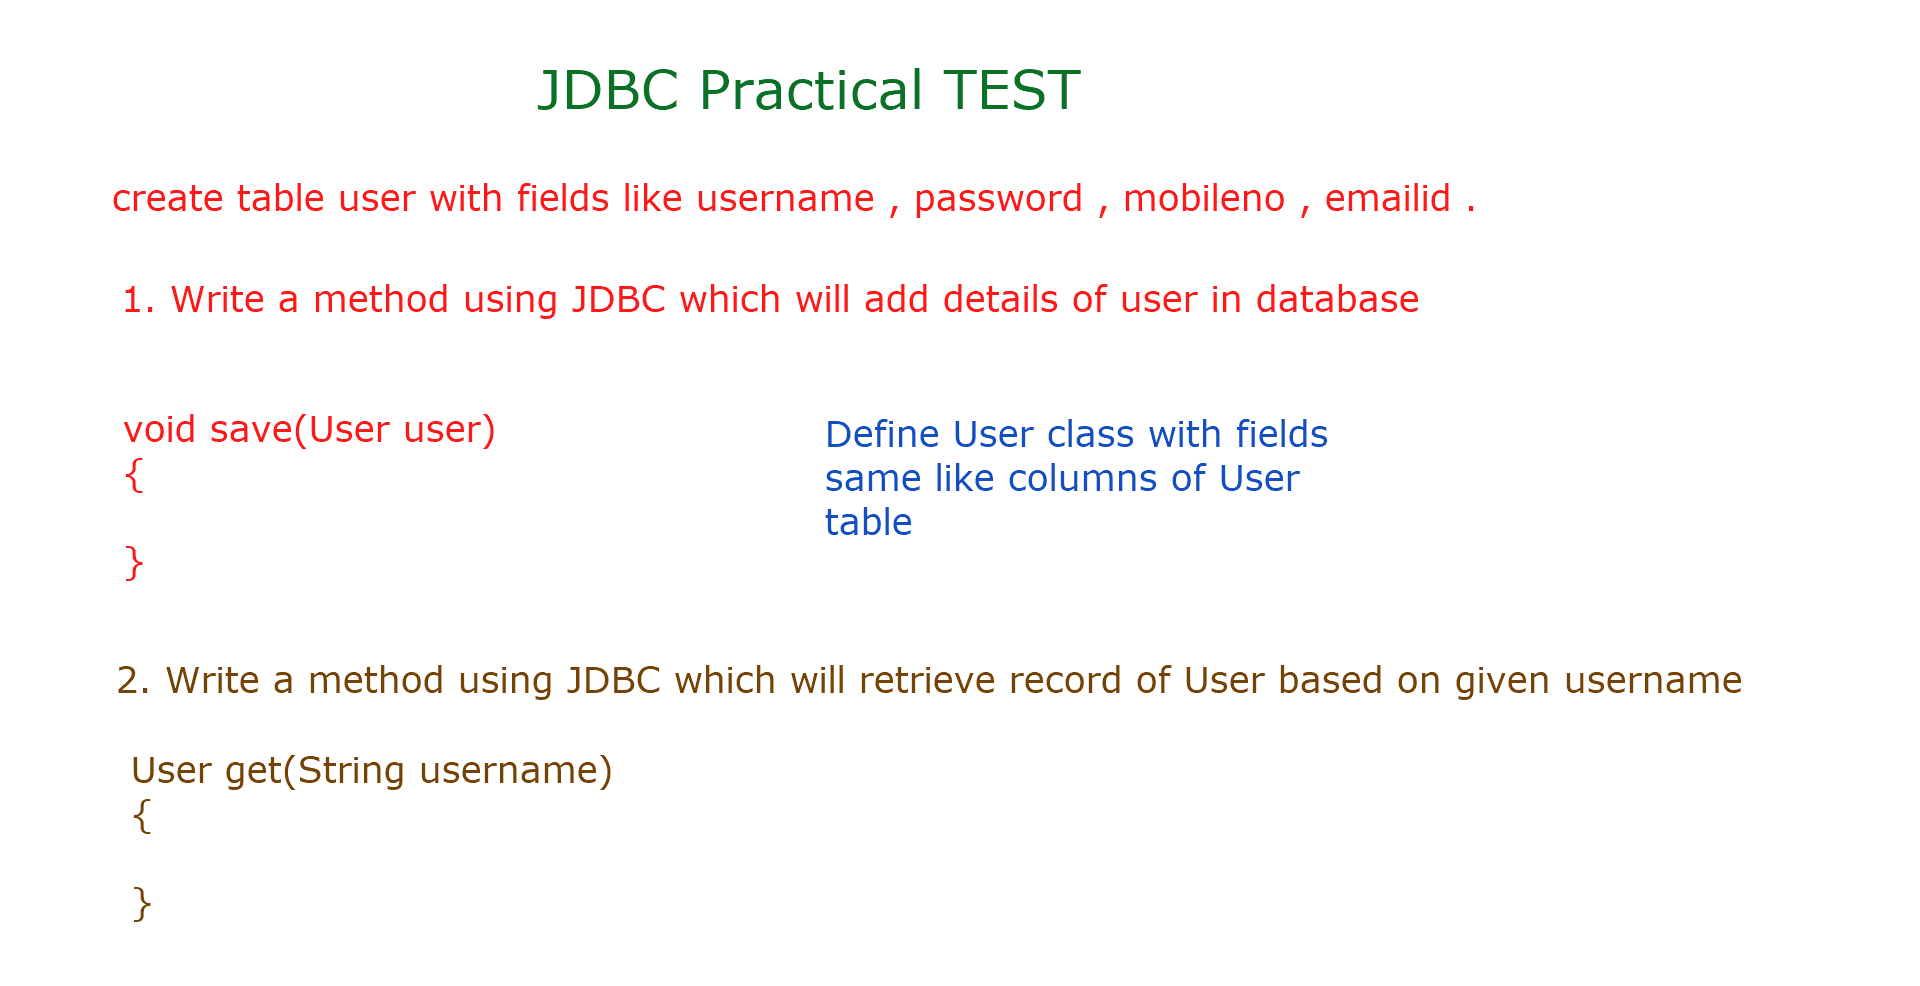 JDBC Practical TEST
create table user with fields like username , password , mobileno , emailid .
1. Write a method using JDBC which will add details of user in database
void save(User user)
{
}
Define User class with fields
same like columns of User
table
2. Write a method using JDBC which will retrieve record of User based on given username
User get(String username)
{
}